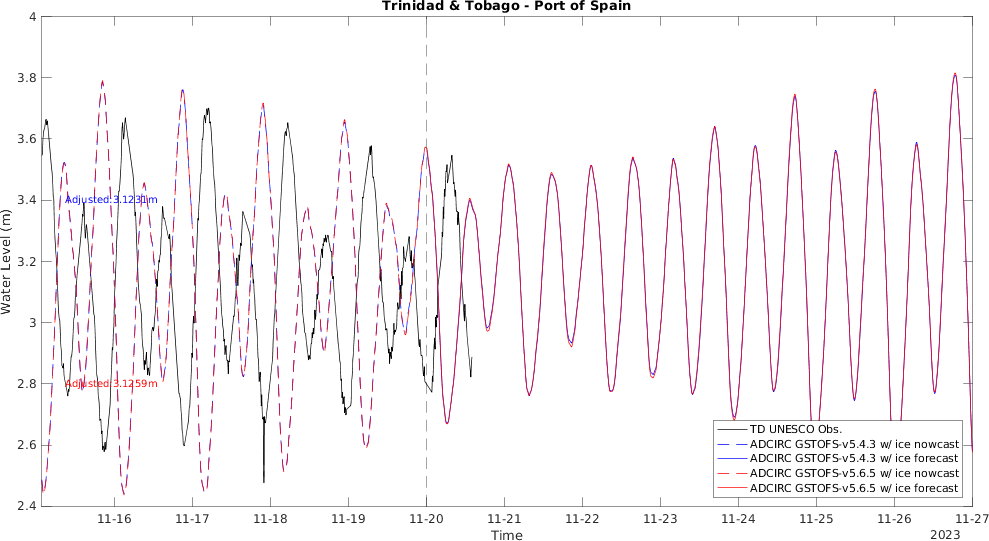 Trinidad & Tobago - Port of Spain
Water Level (m)
4
3.8
3.6
3.4
3.2
3
2.8
2.6
2.4
Adjusted:3.1231m
Adjusted:3.1259m
TD UNESCO Obs.
ADCIRC GSTOFS-v5.4.3 w/ ice nowcast
ADCIRC GSTOFS-v5.4.3 w/ ice forecast
ADCIRC GSTOFS-v5.6.5 w/ ice nowcast
ADCIRC GSTOFS-v5.6.5 w/ ice forecast
11-16 11-17 11-18 11-19 11-20 11-21 11-22 11-23 11-24 11-25 11-26 11-27
Time
2023